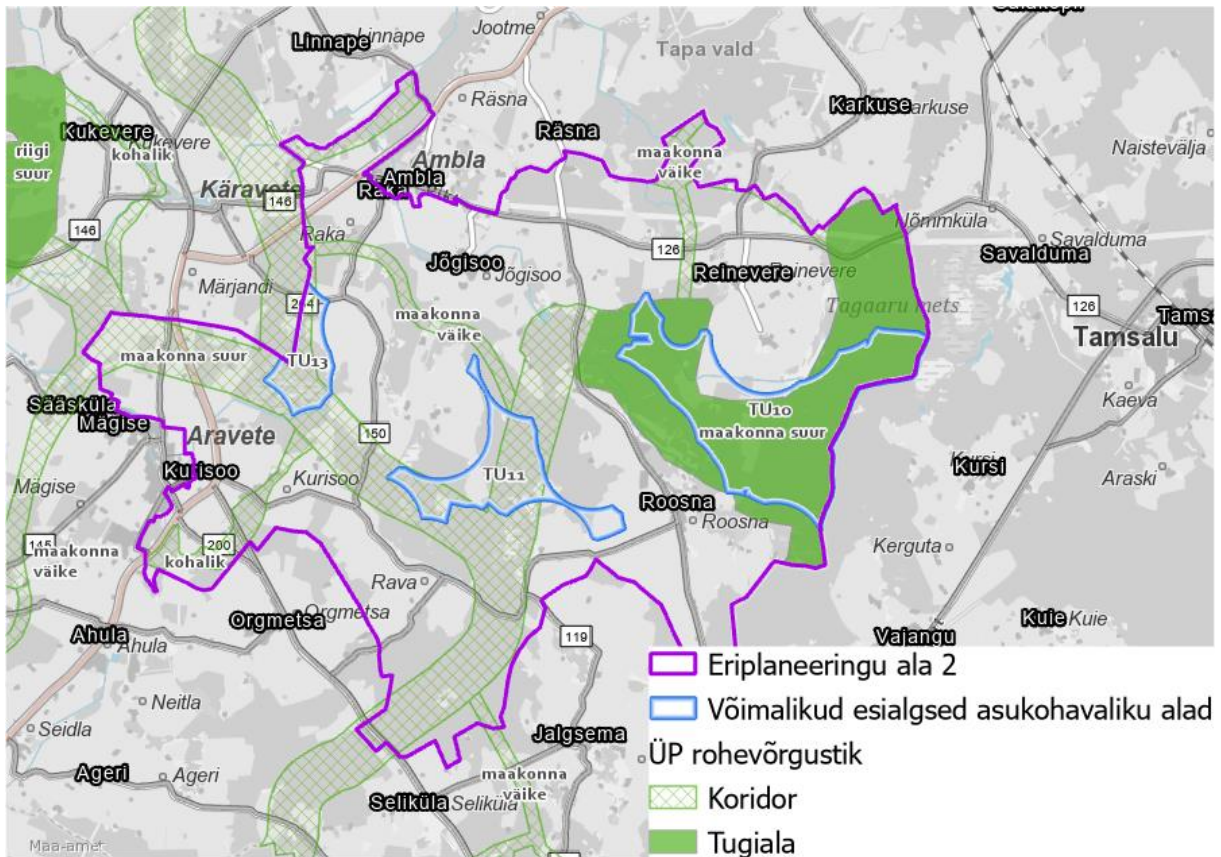 Jootme
Linnape
Linnape
Tapa vald
Räsna
Räsna
Karkuse
Karkuse
Naistevälja
Kukevere
Kukevere
kohalik
riigi
suur
maakonna
väike
Ambla
Ambla
Raka
Käravete
146
146
Raka
Nõmmküla
126
Savalduma
Savalduma
Jõgisoo
Jõgisoo
Reinevere
Reinevere
Märjandi
Tagaaru mets
126
Tamsalu
maakonna
väike
maakonna suur
TU13
Kaeva
Sääsküla
Mägise
TU10
maakonna suur
Aravete
150
Kurisoo
Kurisoo
TU11
Kursi
Kursi
Araski
Mägise
Roosna
Roosna
145
maakonna
väike
200
kohalik
Kerguta
Rava
Orgmetsa
Orgmetsa
119
Kuie
Kuie
Ahula
Ahula
Vajangu
Neitla
Seidla
Jalgsema
Ageri
Ageri
maakonna
väike
Seliküla
Seliküla
Maa-amet
Eriplaneeringu ala 2
Võimalikud esialgsed asukohavaliku alad
ÜP rohevõrgustik
Koridor
Tugiala